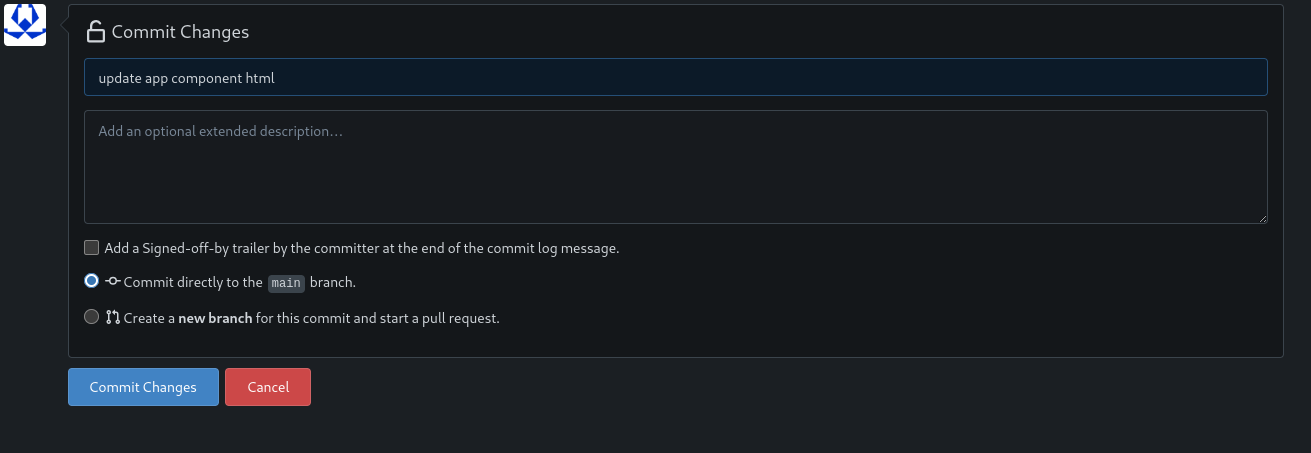 Commit Changes
update app component html
Add an optional extended description…
Add a Signed-off-by trailer by the committer at the end of the commit log message.
Commit directly to the main branch.
Create a new branch for this commit and start a pull request.
Commit Changes Cancel